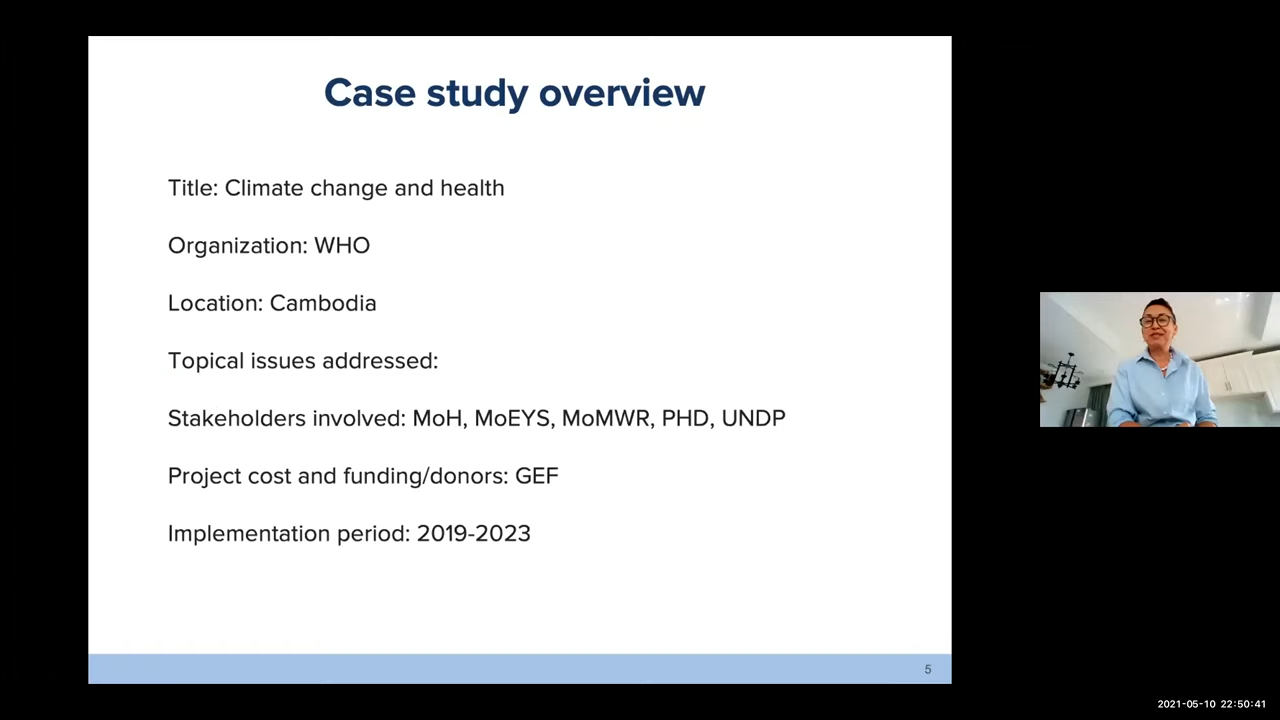 Case study overview
Title: Climate change and health
Organization: WHO
Location: Cambodia
Topical issues addressed:
Stakeholders involved: MoH, MoEYS, MoMWR, PHD, UNDP
Project cost and funding/donors: GEF
Implementation period: 2019-2023
5
2021-05-10 22:50:41